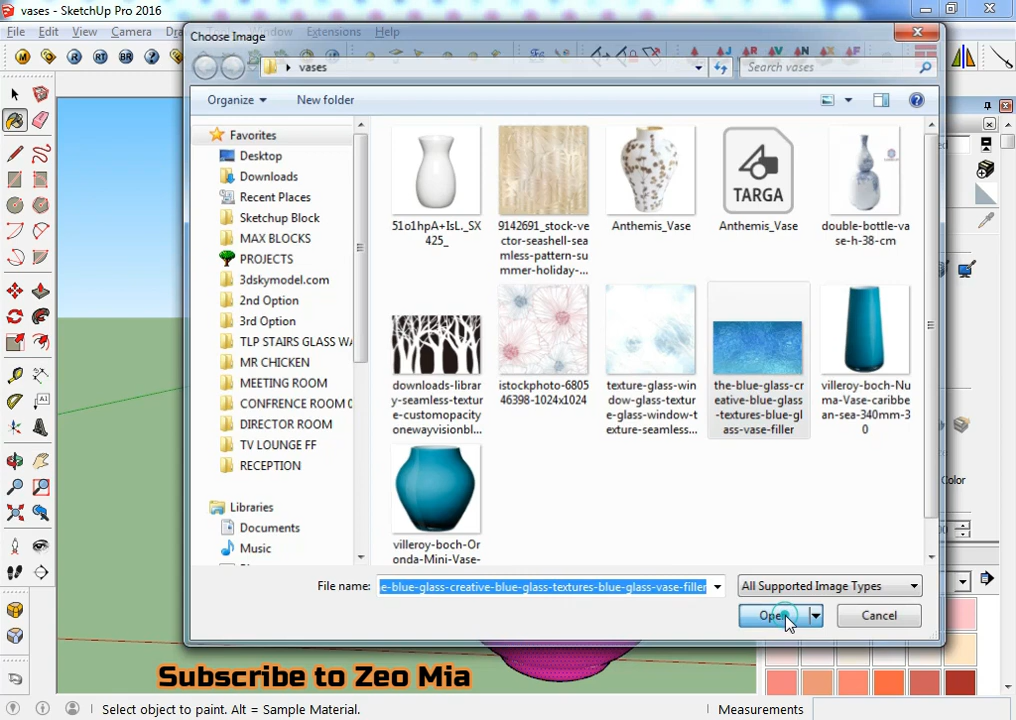 vases - SketchUp Pro 2016
File Edit View Camera Dra Extensions Help
Choose Image
M R RT BR ?
J R V N X F
vases
Search vases
Organize New folder
Favorites
Desktop
Downloads
Recent Places
Sketchup Block
MAX BLOCKS
PROJECTS
3dskymodel.com
2nd Option
3rd Option
TLP STAIRS GLASS WA
MR CHICKEN
MEETING ROOM
CONFRENCE ROOM 0
DIRECTOR ROOM
TV LOUNGE FF
RECEPTION
Libraries
Documents
Music
TARGA
51o1hpA+IsL._SX
425_
9142691_stock-ve
ctor-seashell-sea
mless-pattern-su
mmer-holiday-...
Anthemis_Vase
Anthemis_Vase
double-bottle-va
se-h-38-cm
downloads-librar
y-seamless-textur
e-customopacity
onewayvisionbl...
istockphoto-6805
46398-1024x1024
texture-glass-win
dow-glass-textur
e-glass-window-t
exture-seamless...
the-blue-glass-cr
eative-blue-glass
-textures-blue-gl
ass-vase-filler
villeroy-boch-Nu
ma-Vase-caribbe
an-sea-340mm-3
0
villeroy-boch-Or
onda-Mini-Vase-
File name: e-blue-glass-creative-blue-glass-textures-blue-glass-vase-filler All Supported Image Types
Open Cancel
Color
Subscribe to Zeo Mia
Select object to paint. Alt = Sample Material. Measurements